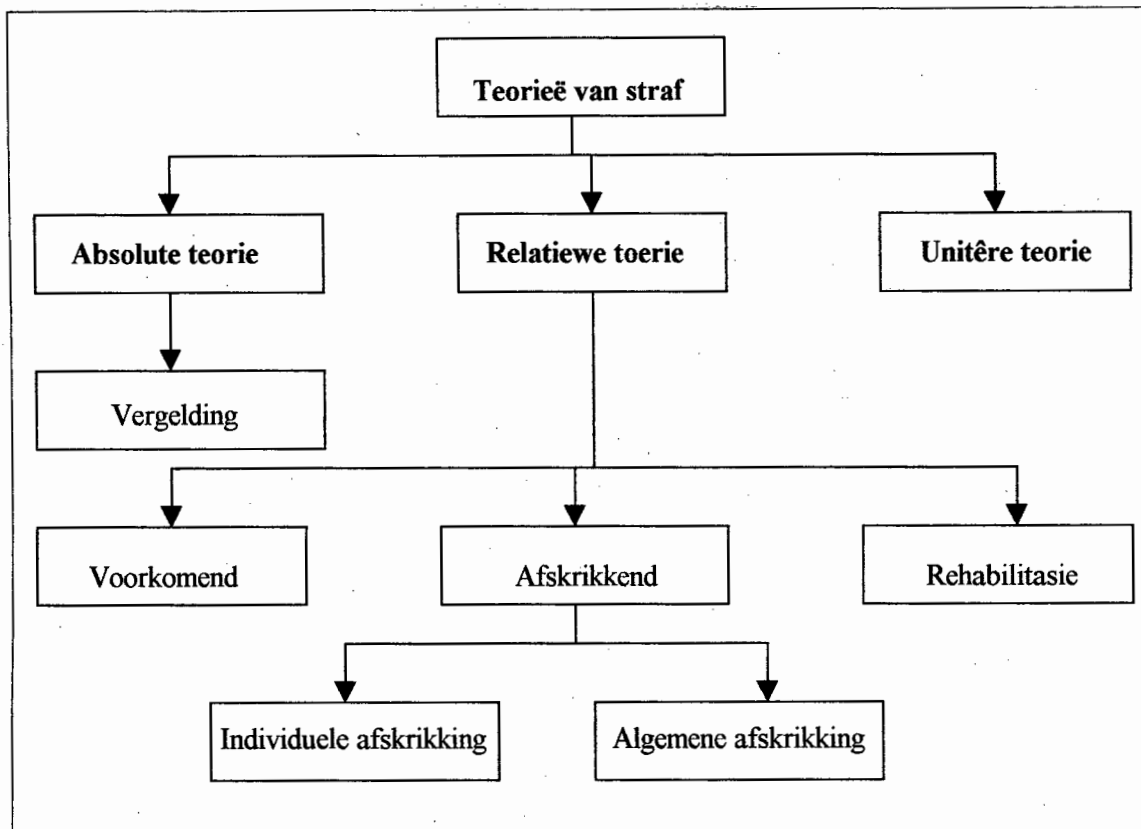 Teorieë van straf
Absolute teorie
Relatiewe toerie
Unitêre teorie
Vergelding
Voorkomend
Afskrikkend
Rehabilitasie
Individuele afskrikking
Algemene afskrikking